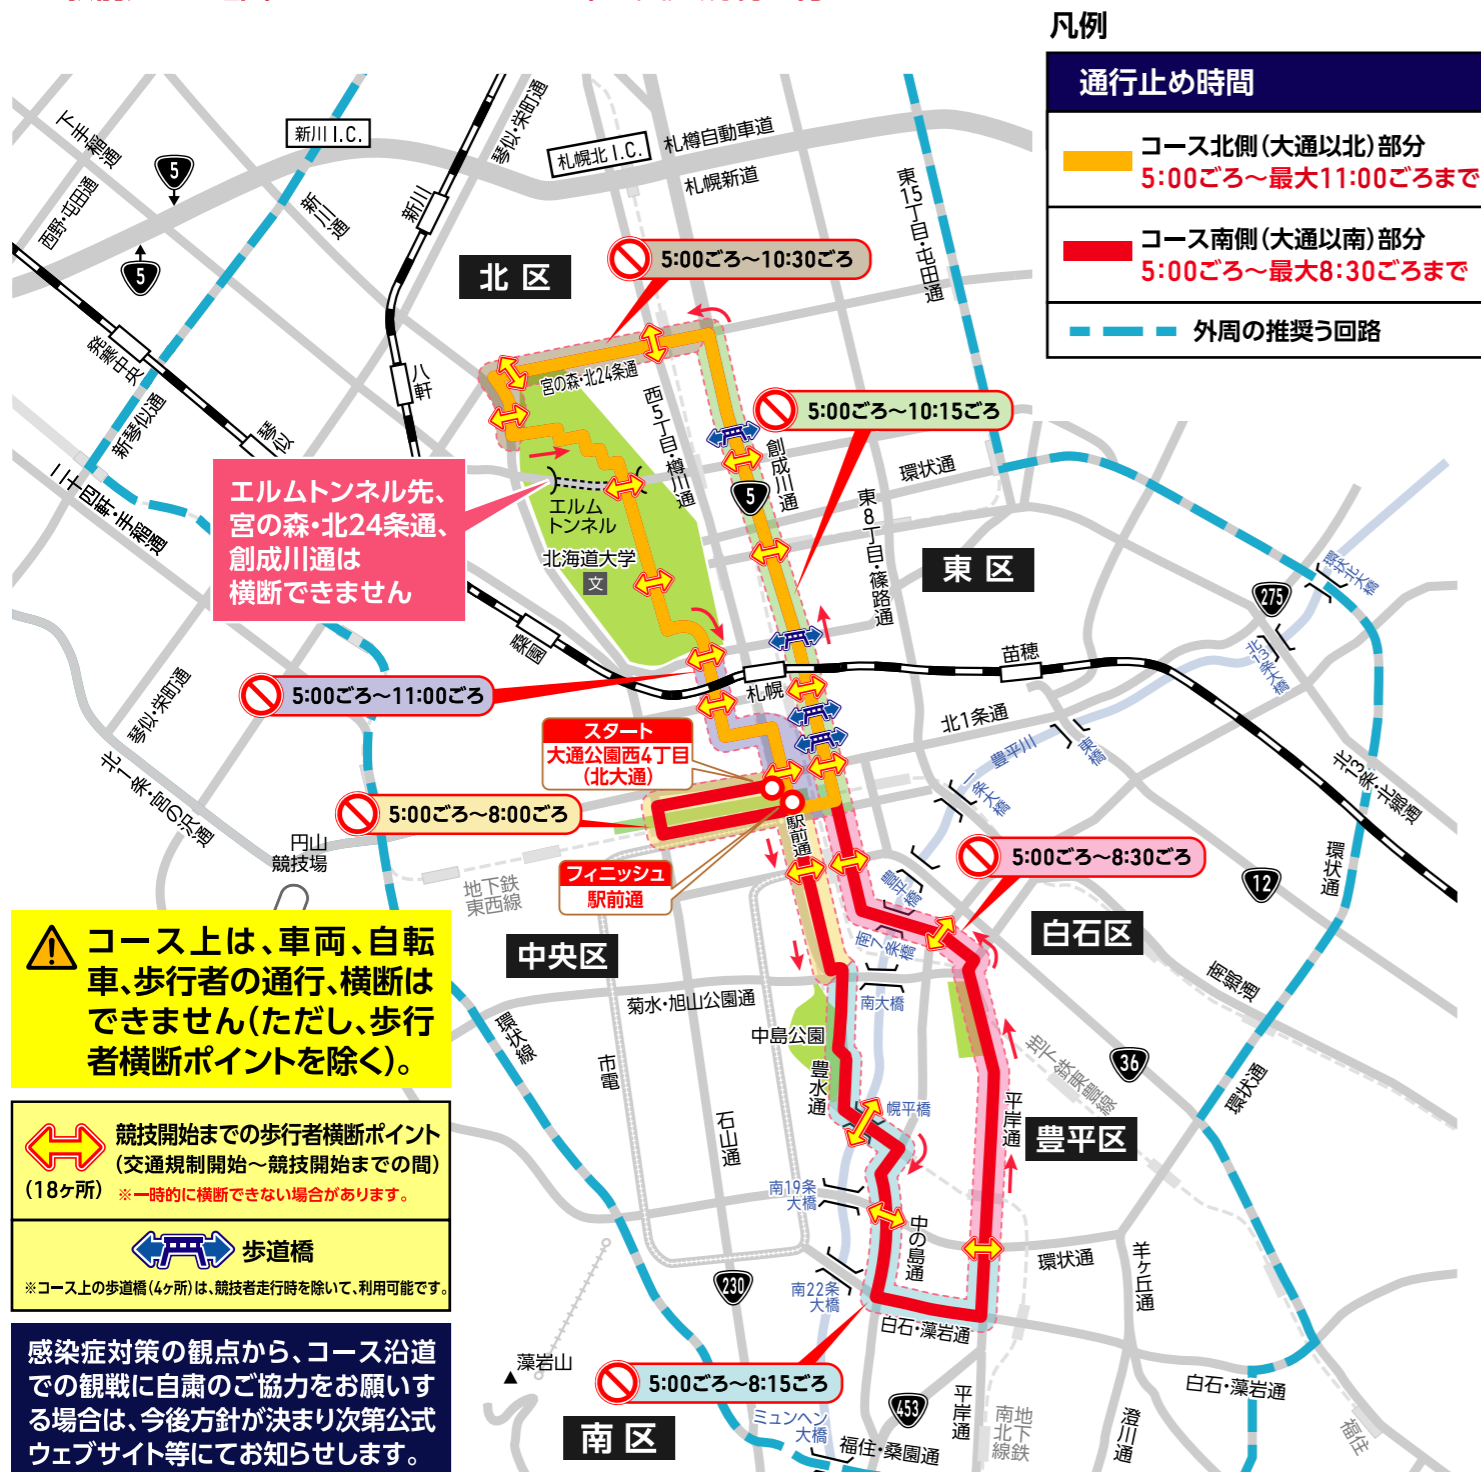 凡例
通行止め時間
コース北側(大通以北)部分
5:00ごろ～最大11:00ごろまで
コース南側(大通以南)部分
5:00ごろ～最大8:30ごろまで
外周の推奨う回路
下手稲通
西野・屯田通
5
5
新川 I.C.
新川通
新川
琴似・栄町通
札幌北 I.C.
札樽自動車道
札幌新道
東15丁目・屯田通
北 区
5:00ごろ～10:30ごろ
発寒中央
八軒
宮の森・北24条通
西5丁目・樽川通
5:00ごろ～10:15ごろ
新琴似通
琴似
二十四軒・手稲通
創成川通
5
環状通
東8丁目・篠路通
エルムトンネル先、
宮の森・北24条通、
創成川通は
横断できません
エルム
トンネル
北海道大学
文
東 区
環状北大橋
275
桑園
札幌
苗穂
北13条大橋
琴似・栄町通
5:00ごろ～11:00ごろ
北1条通
豊平川
東橋
一条大橋
北13条・北郷通
北1条・宮の沢通
スタート
大通公園西4丁目
(北大通)
5:00ごろ～8:00ごろ
円山
競技場
駅前通
地下鉄
東西線
フィニッシュ
駅前通
5:00ごろ～8:30ごろ
豊平橋
12
環状通
白石区
中央区
南7条橋
南郷通
コース上は、車両、自転
車、歩行者の通行、横断は
できません(ただし、歩行
者横断ポイントを除く)。
菊水・旭山公園通
南大橋
中島公園
環状線
市電
豊水通
地下鉄東豊線
36
幌平橋
平岸通
環状通
豊平区
石山通
競技開始までの歩行者横断ポイント
(交通規制開始～競技開始までの間)
(18ヶ所)
※一時的に横断できない場合があります。
南19条
大橋
中の島通
環状通
羊ヶ丘通
歩道橋
※コース上の歩道橋(4ヶ所)は、競技者走行時を除いて、利用可能です。
230
南22条
大橋
白石・藻岩通
感染症対策の観点から、コース沿道
での観戦に自粛のご協力をお願いす
る場合は、今後方針が決まり次第公式
ウェブサイト等にてお知らせします。
藻岩山
5:00ごろ～8:15ごろ
白石・藻岩通
南 区
ミュンヘン
大橋
453
福住・桑園通
平岸通
地下鉄
南北線
澄川通
福住